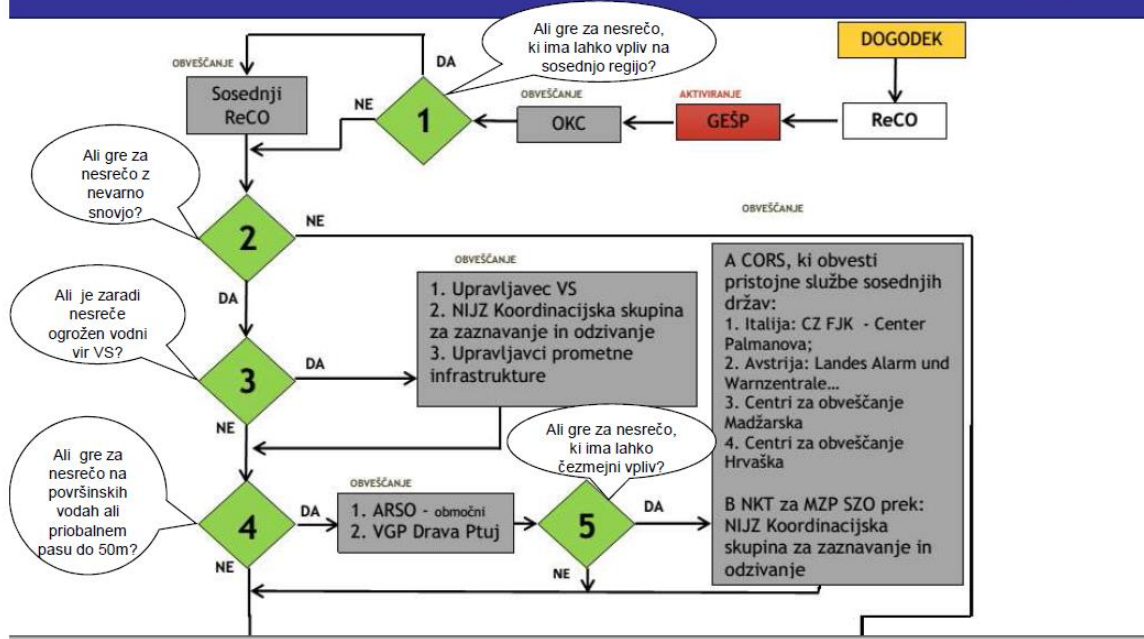 DOGODEK
ReCO
AKTIVIRANJE
GEŠP
OBVEŠČANJE
OKC
Ali gre za nesrečo,
ki ima lahko vpliv na
sosednjo regijo?
1
DA
NE
OBVEŠČANJE
Sosednji
ReCO
Ali gre za
nesrečo z
nevarno
snovjo?
2
NE
DA
Ali je zaradi
nesreče
ogrožen vodni
vir VS?
3
DA
NE
OBVEŠČANJE
1. Upravljavec VS
2. NIJZ Koordinacijska skupina
za zaznavanje in odzivanje
3. Upravljavci prometne
infrastrukture
Ali gre za
nesrečo na
površinskih
vodah ali
priobalnem
pasu do 50m?
4
DA
NE
OBVEŠČANJE
1. ARSO - območni
2. VGP Drava Ptuj
Ali gre za nesrečo,
ki ima lahko
čezmejni vpliv?
5
DA
NE
OBVEŠČANJE
A CORS, ki obvesti
pristojne službe sosednjih
držav:
1. Italija: CZ FJK - Center
Palmanova;
2. Avstrija: Landes Alarm und
Warnzentrale...
3. Centri za obveščanje
Madžarska
4. Centri za obveščanje
Hrvaška
B NKT za MZP SZO prek:
NIJZ Koordinacijska
skupina za zaznavanje in
odzivanje